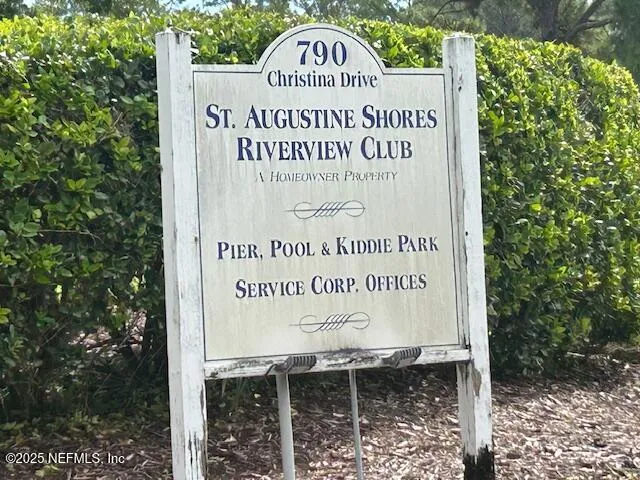 790
Christina Drive
St. Augustine Shores
Riverview Club
A Homeowner Property
Pier, Pool & Kiddie Park
Service Corp. Offices
©2025 NEFMLS, Inc